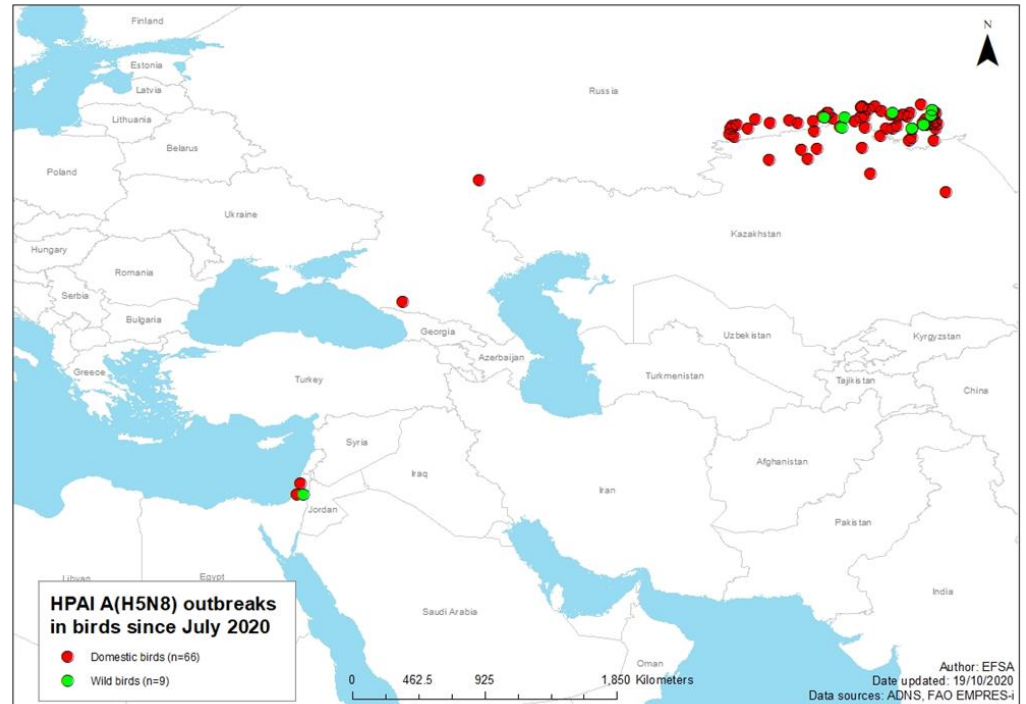 Finland
N
Estonia
Russia
Latvia
Lithuania
Belarus
Poland
Ukraine
Kazakhstan
Hungary
Romania
Serbia
Bulgaria
Georgia
Uzbekistan
Kyrgyzstan
Azerbaijan
Greece
Turkey
Turkmenistan
Tajikistan
China
Syria
Afghanistan
Iraq
Iran
Jordan
Pakistan
Libyan
Egypt
India
Saudi Arabia
Oman
HPAI A(H5N8) outbreaks
in birds since July 2020
Domestic birds (n=66)
Wild birds (n=9)
0 462.5 925 1,850 Kilometers
Author: EFSA
Date updated: 19/10/2020
Data sources: ADNS, FAO EMPRES-i